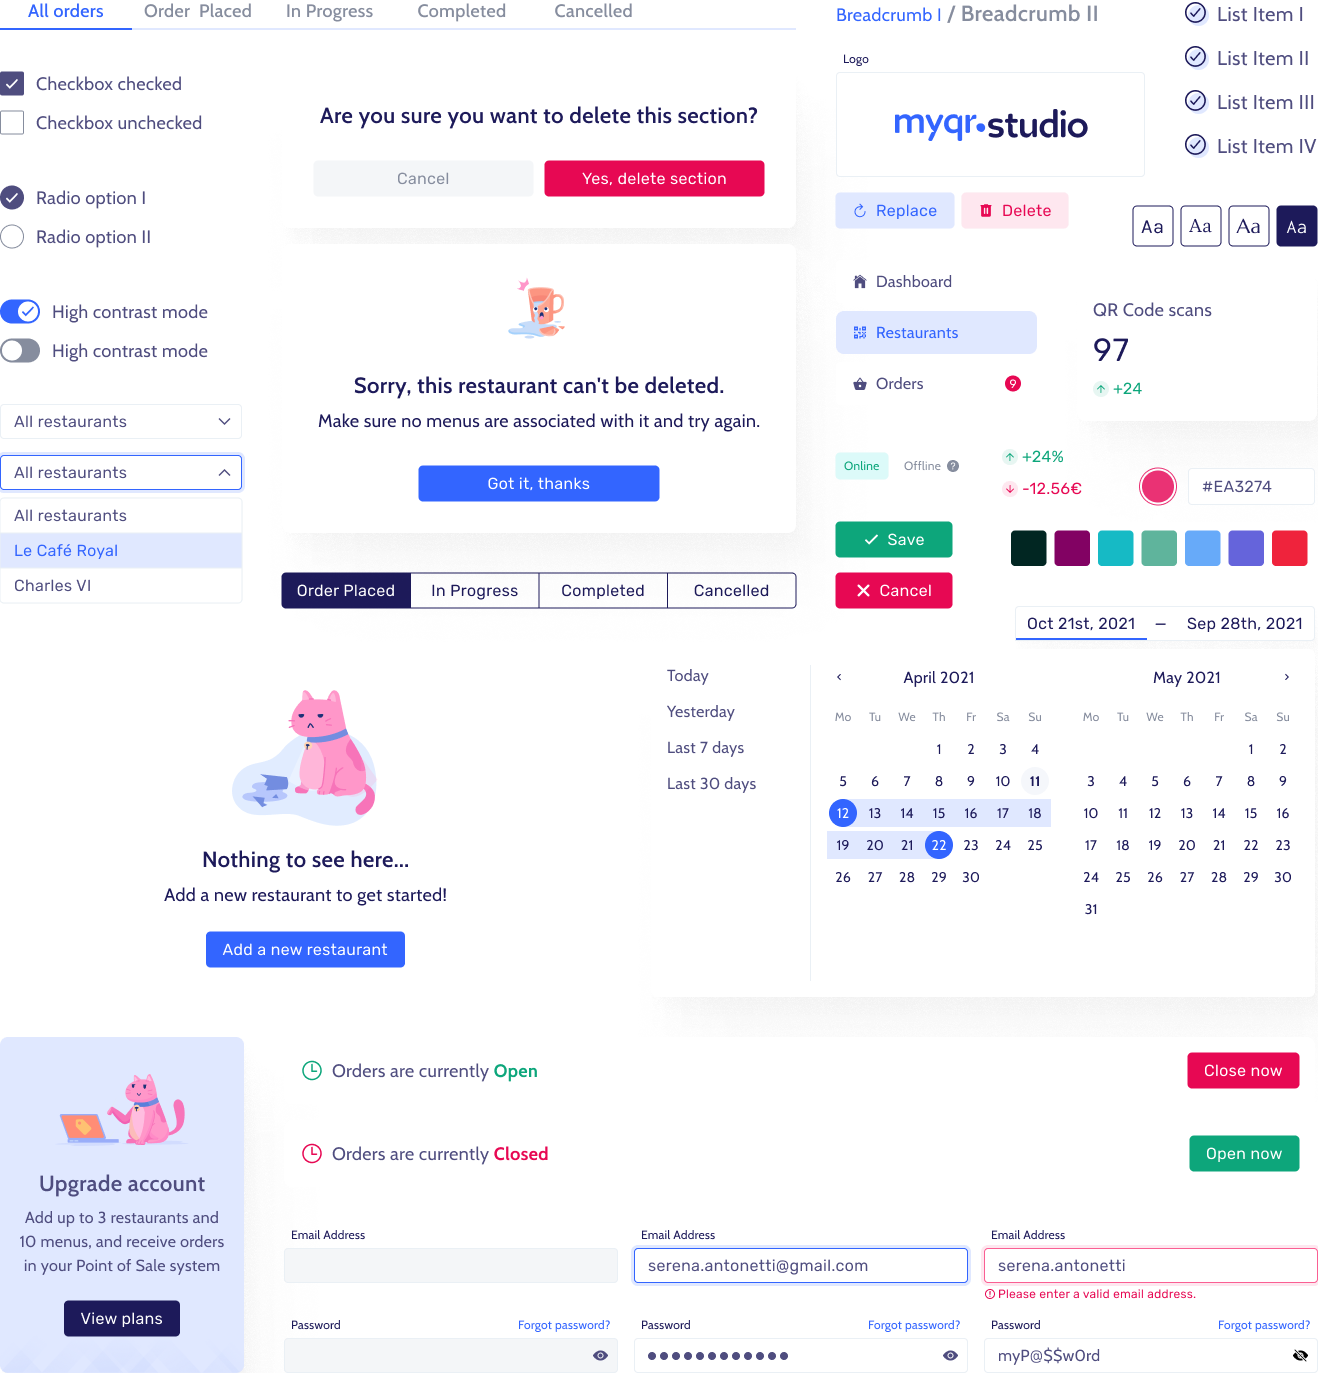 All orders
Order Placed
In Progress
Completed
Cancelled
Checkbox checked
Checkbox unchecked
Radio option I
Radio option II
High contrast mode
High contrast mode
All restaurants
All restaurants
All restaurants
Le Café Royal
Charles VI
Are you sure you want to delete this section?
Cancel
Yes, delete section
Sorry, this restaurant can't be deleted.
Make sure no menus are associated with it and try again.
Got it, thanks
Order Placed
In Progress
Completed
Cancelled
Breadcrumb I / Breadcrumb II
Logo
myqr•studio
Replace
Delete
List Item I
List Item II
List Item III
List Item IV
Aa
Aa
Aa
Aa
Dashboard
Restaurants
Orders
9
QR Code scans
97
+24
Online
Offline
?
+24%
-12.56€
#EA3274
Save
Cancel
Oct 21st, 2021 – Sep 28th, 2021
Today
Yesterday
Last 7 days
Last 30 days
‹ April 2021
Mo Tu We Th Fr Sa Su
1 2 3 4
5 6 7 8 9 10 11
12 13 14 15 16 17 18
19 20 21 22 23 24 25
26 27 28 29 30
May 2021 ›
Mo Tu We Th Fr Sa Su
1 2
3 4 5 6 7 8 9
10 11 12 13 14 15 16
17 18 19 20 21 22 23
24 25 26 27 28 29 30
31
Nothing to see here...
Add a new restaurant to get started!
Add a new restaurant
Upgrade account
Add up to 3 restaurants and
10 menus, and receive orders
in your Point of Sale system
View plans
Orders are currently Open
Close now
Orders are currently Closed
Open now
Email Address
Email Address
serena.antonetti@gmail.com
Email Address
serena.antonetti
Please enter a valid email address.
Password
Forgot password?
Password
Forgot password?
●●●●●●●●●●●●
Password
Forgot password?
myP@$$w0rd